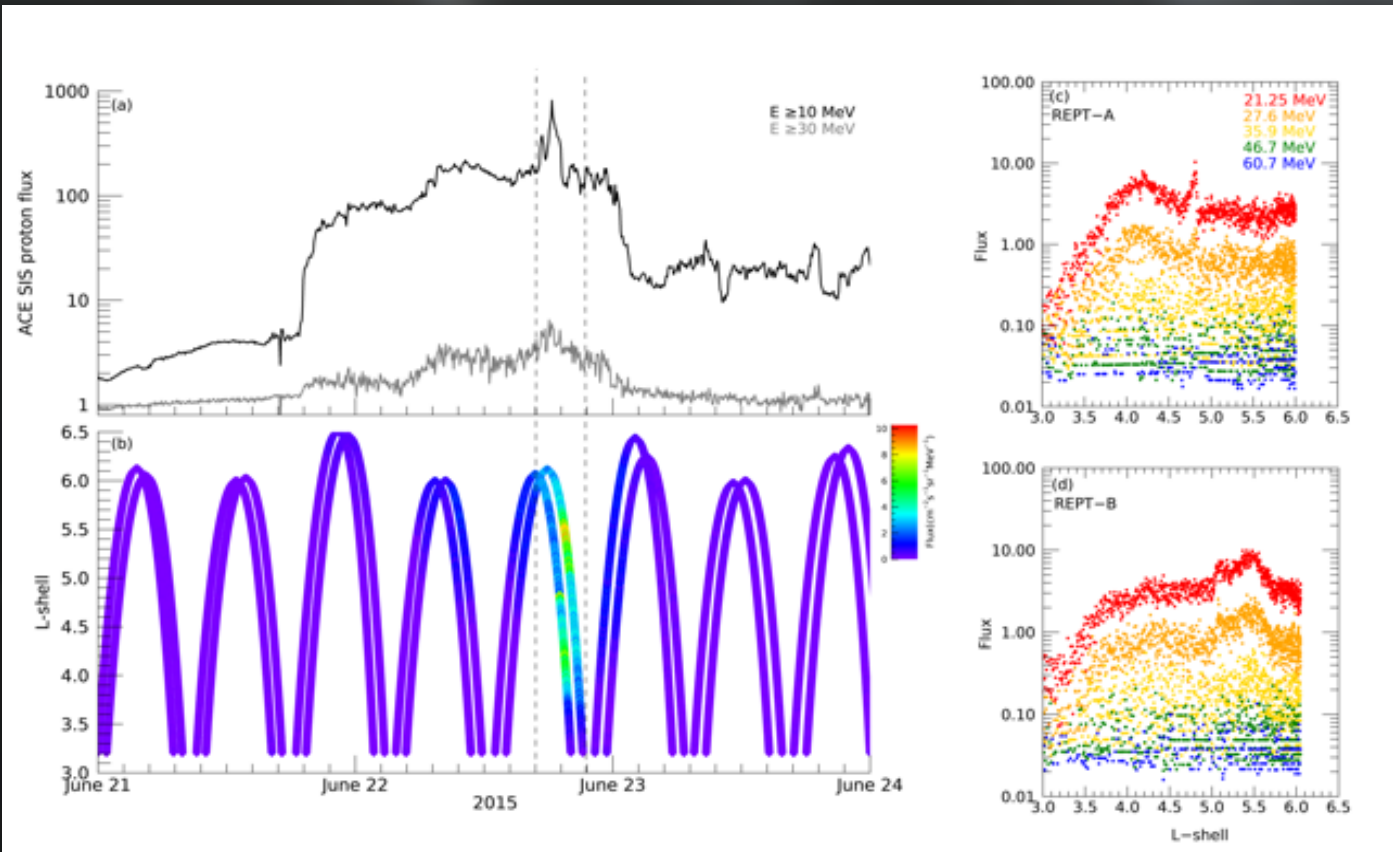 1000
100
10
1
ACE SIS proton flux
(a)
E ≥10 MeV
E ≥30 MeV
6.5
6.0
5.5
5.0
4.5
4.0
3.5
3.0
L-shell
(b)
10
8
6
4
2
0
Flux(cm⁻²s⁻¹sr⁻¹MeV⁻¹)
June 21
June 22
June 23
June 24
2015
100.00
10.00
1.00
0.10
0.01
Flux
(c)
REPT−A
21.25 MeV
27.6 MeV
35.9 MeV
46.7 MeV
60.7 MeV
3.0 3.5 4.0 4.5 5.0 5.5 6.0 6.5
100.00
10.00
1.00
0.10
0.01
Flux
(d)
REPT−B
3.0 3.5 4.0 4.5 5.0 5.5 6.0 6.5
L−shell